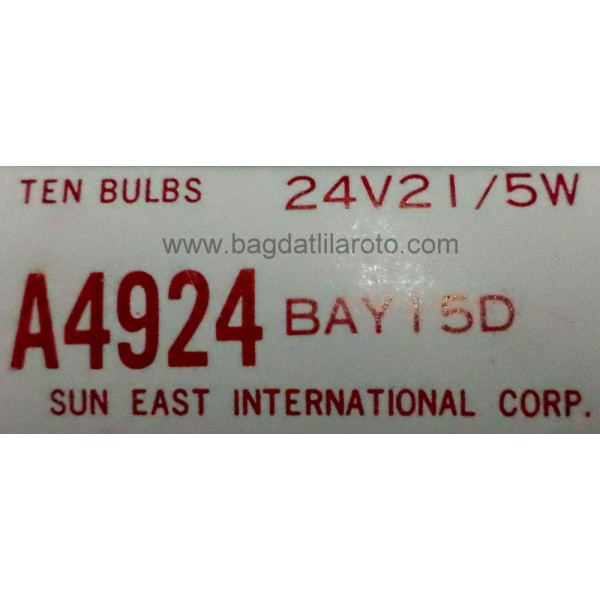 TEN BULBS 24V21/5W
www.bagdatlilaroto.com
A4924 BAY15D
SUN EAST INTERNATIONAL CORP.